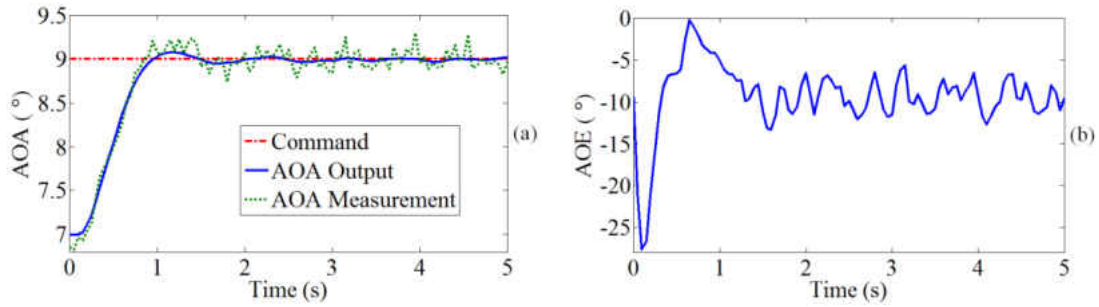 9.5
9
8.5
8
7.5
7
AOA ( °)
Command
AOA Output
AOA Measurement
0 1 2 3 4 5
Time (s)
(a)
0
-5
-10
-15
-20
-25
AOE ( °)
0 1 2 3 4 5
Time (s)
(b)